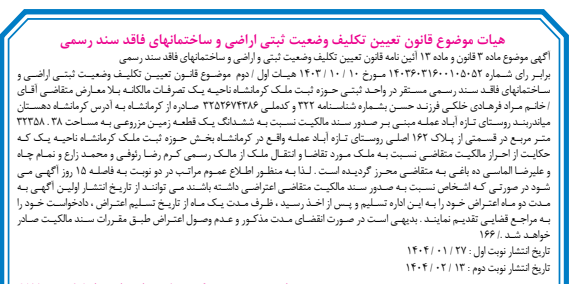 هیات موضوع قانون تعیین تکلیف وضعیت ثبتی اراضی و ساختمانهای فاقد سند رسمی
آگهی موضوع ماده ۳ قانون و ماده ۱۳ آئین نامه قانون تعیین تکلیف وضعیت ثبتی و اراضی و ساختمانهای فاقد سند رسمی
برابر رای شماره ۱۴۰۳۶۰۳۱۶۰۰۱۰۵۰۵۲ مورخ ۱۰ / ۱۰ / ۱۴۰۳ هیات اول / دوم موضوع قانون تعیین تکلیف وضعیت ثبتی اراضی و
ساختمانهای فاقد سند رسمی مستقر در واحد ثبتی حوزه ثبت ملک کرمانشاه ناحیه یک تصرفات مالکانه بلامعارض متقاضی آقای
/ خانم مراد فرهادی خلکی فرزند حسن بشماره شناسنامه ۳۲۲ و کدملی ۳۲۵۲۶۷۴۳۸۶ صادره از کرمانشاه به آدرس کرمانشاه دهستان
میاندربند روستای تازه آباد عمله مبنی بر صدور سند مالکیت نسبت به ششدانگ یک قطعه زمین مزروعی به مساحت ۳۸ . ۳۲۳۵۸
متر مربع در قسمتی از پلاک ۱۶۲ اصلی روستای تازه آباد عمله واقع در کرمانشاه بخش حوزه ثبت ملک کرمانشاه ناحیه یک که
حکایت از احراز مالکیت متقاضی نسبت به ملک مورد تقاضا و انتقال ملک از مالک رسمی کرم رضا رئوفی و محمد زارع و نام چاه
و علیرضا الماسی ده باغی به متقاضی محرز گردیده است . لذا به منظور اطلاع عموم مراتب در دو نوبت به فاصله ۱۵ روز آگهی می
شود در صورتی که اشخاص نسبت به صدور سند مالکیت متقاضی اعتراضی داشته باشند می توانند از تاریخ انتشار اولین آگهی به
مدت دو ماه اعتراض خود را به این اداره تسلیم و پس از اخذ رسید ، ظرف مدت یک ماه از تاریخ تسلیم اعتراض ، دادخواست خود را
به مراجع قضایی تقدیم نمایند . بدیهی است در صورت انقضای مدت مذکور و عدم وصول اعتراض طبق مقررات سند مالکیت صادر
خواهد شد ./ ۱۶۶
تاریخ انتشار نوبت اول : ۲۷ / ۰۱ / ۱۴۰۴
تاریخ انتشار نوبت دوم : ۱۳ / ۰۲ / ۱۴۰۴